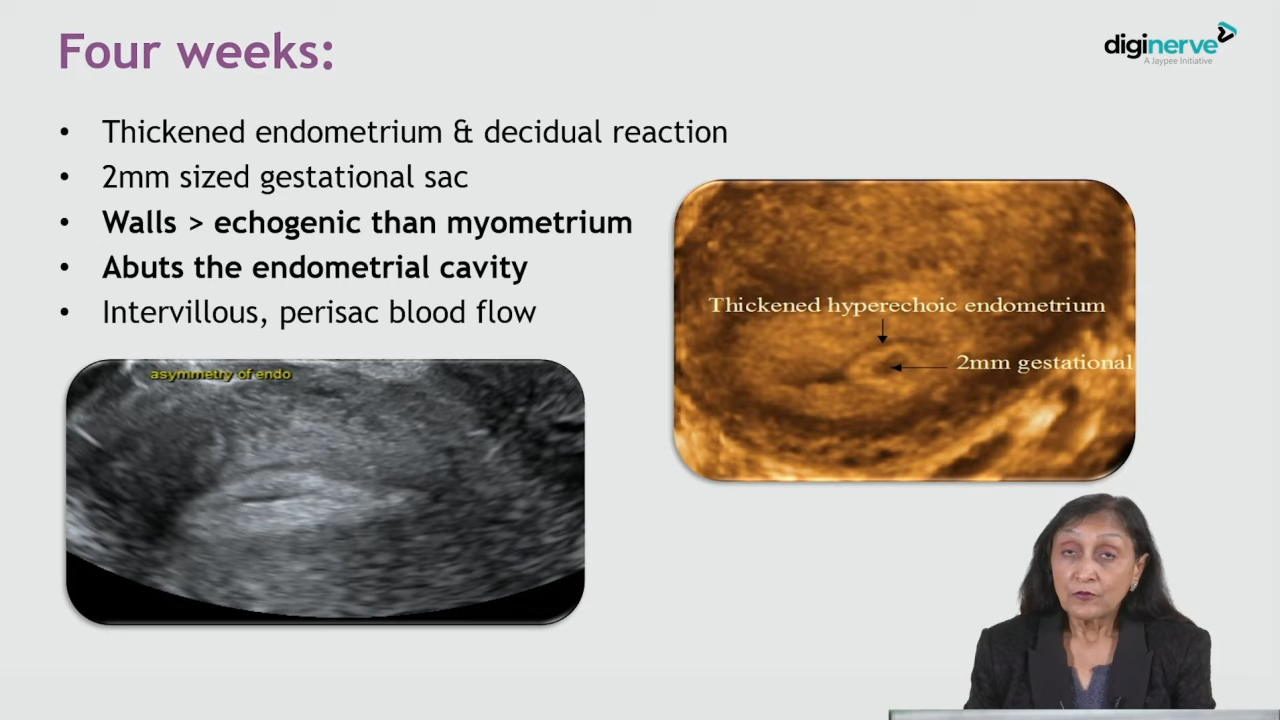 Four weeks:
diginerve
A Jaypee Initiative
• Thickened endometrium & decidual reaction
• 2mm sized gestational sac
• Walls > echogenic than myometrium
• Abuts the endometrial cavity
• Intervillous, perisac blood flow
Thickened hyperechoic endometrium
2mm gestational
asymmetry of endo